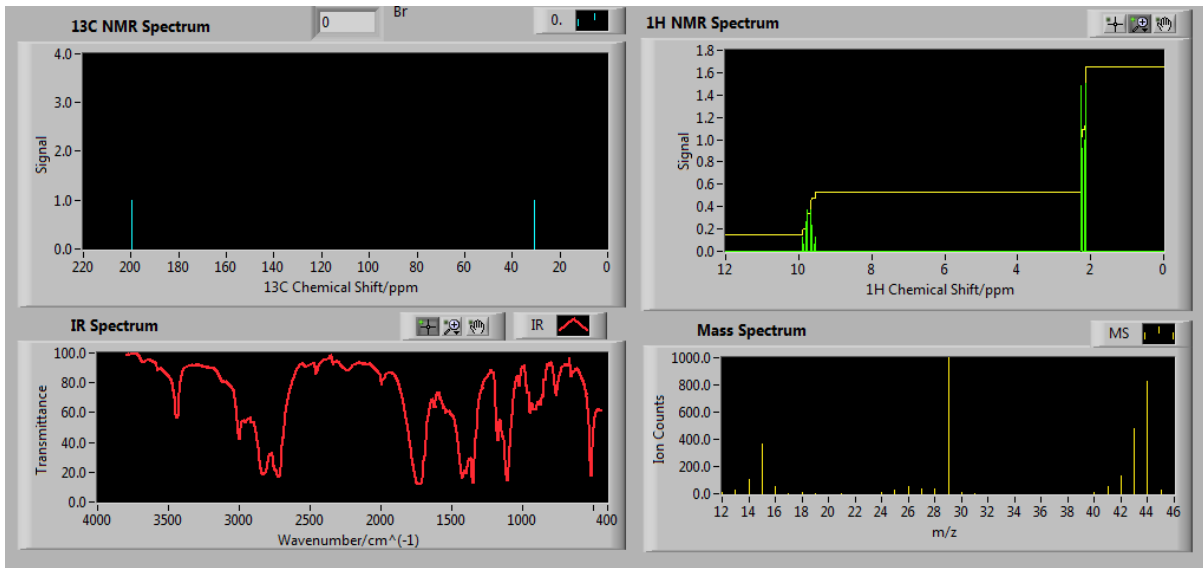 13C NMR Spectrum
0
Br
0.
4.0
3.0
2.0
1.0
0.0
Signal
220 200 180 160 140 120 100 80 60 40 20 0
13C Chemical Shift/ppm
1H NMR Spectrum
1.8
1.6
1.4
1.2
1.0
0.8
0.6
0.4
0.2
0.0
Signal
12 10 8 6 4 2 0
1H Chemical Shift/ppm
IR Spectrum
IR
100.0
80.0
60.0
40.0
20.0
0.0
Transmittance
4000 3500 3000 2500 2000 1500 1000 400
Wavenumber/cm^(-1)
Mass Spectrum
MS
1000.0
800.0
600.0
400.0
200.0
0.0
Ion Counts
12 14 16 18 20 22 24 26 28 30 32 34 36 38 40 42 44 46
m/z